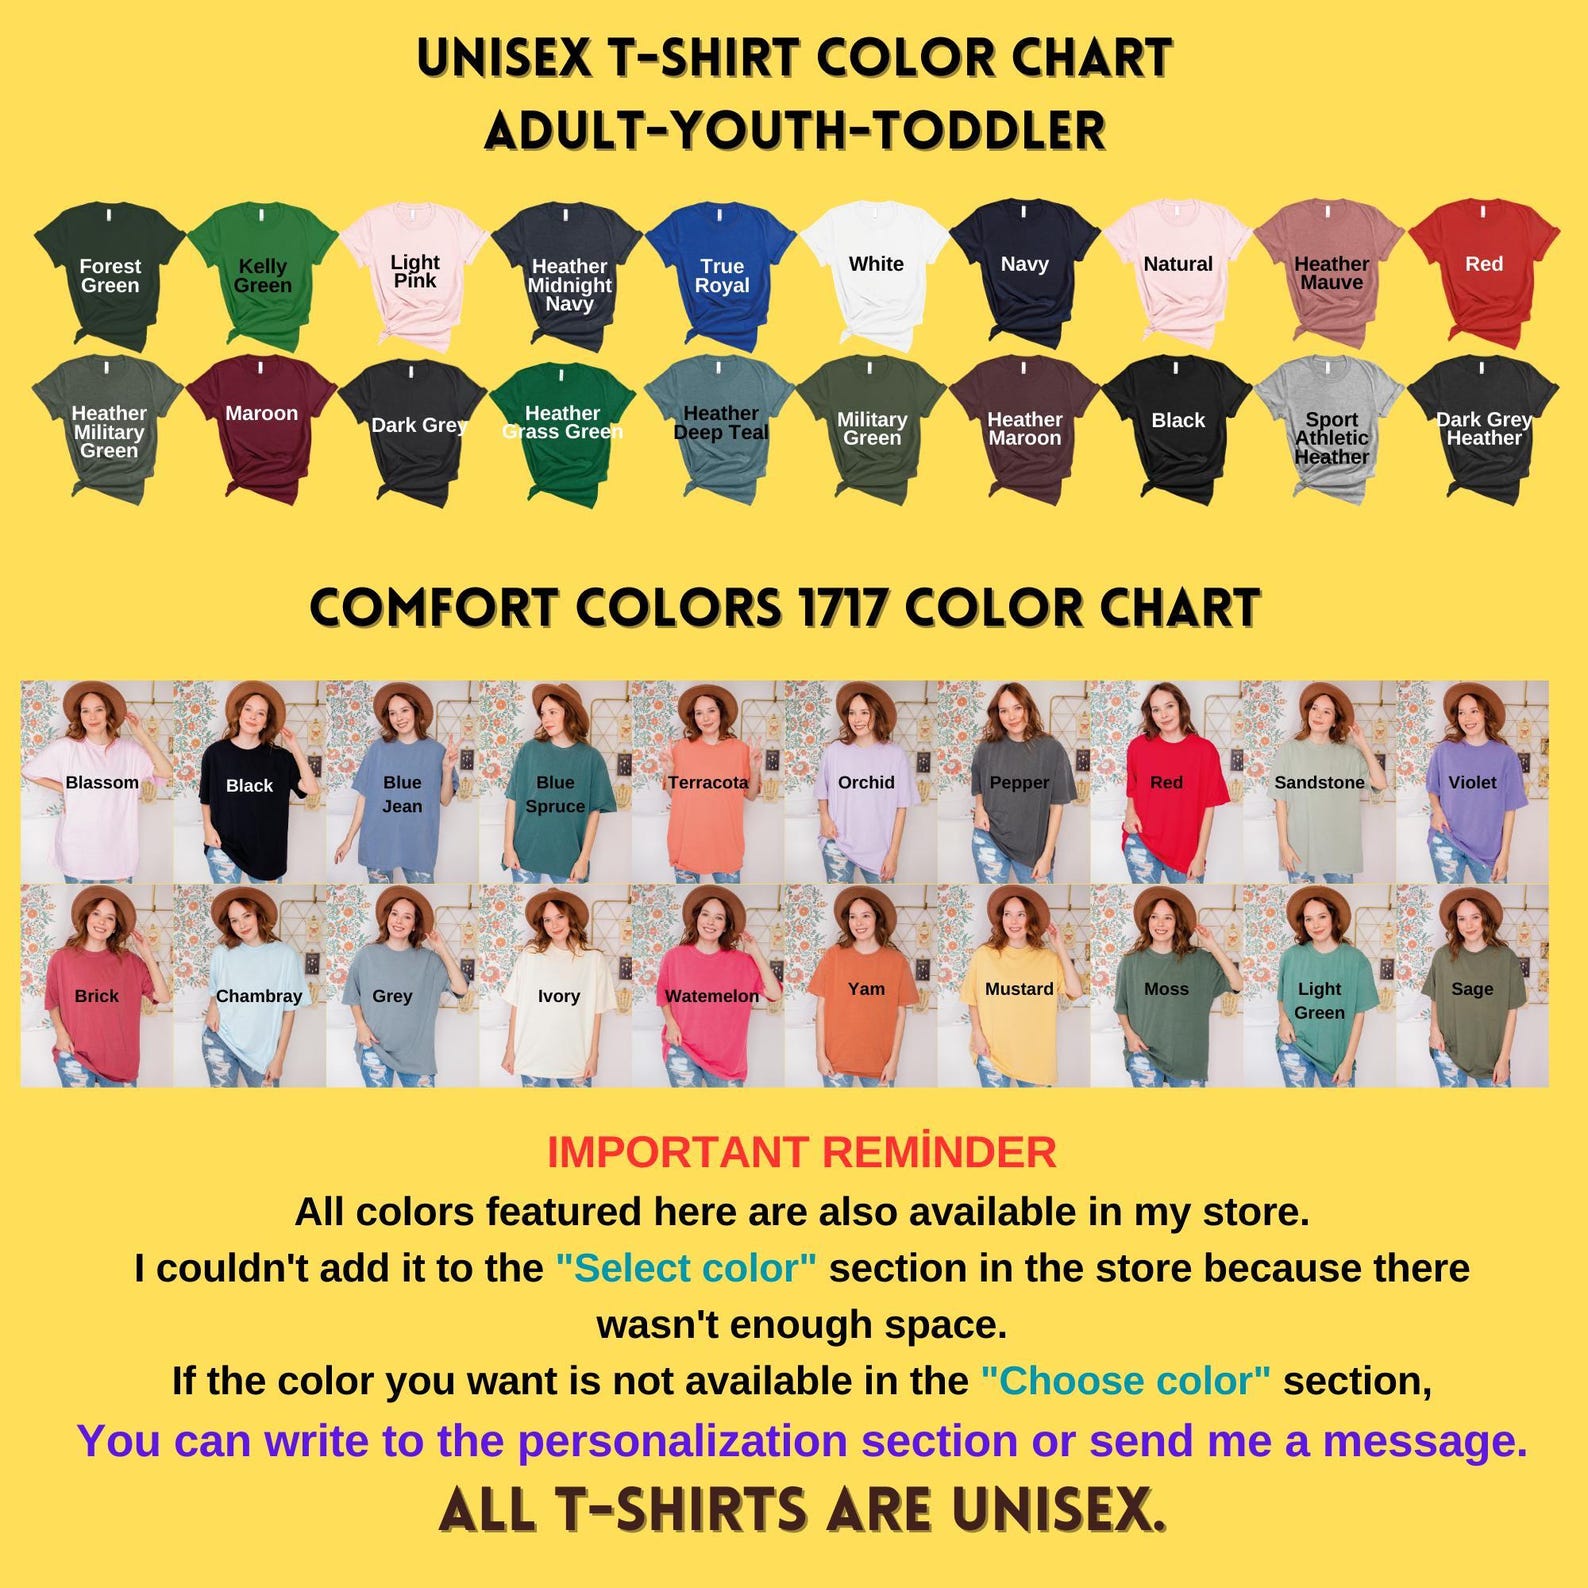 UNISEX T-SHIRT COLOR CHART
ADULT-YOUTH-TODDLER
Forest
Green
Kelly
Green
Light
Pink
Heather
Midnight
Navy
True
Royal
White
Navy
Natural
Heather
Mauve
Red
Heather
Military
Green
Maroon
Dark Grey
Heather
Grass Green
Heather
Deep Teal
Military
Green
Heather
Maroon
Black
Sport
Athletic
Heather
Dark Grey
Heather
COMFORT COLORS 1717 COLOR CHART
Blassom
Black
Blue
Jean
Blue
Spruce
Terracota
Orchid
Pepper
Red
Sandstone
Violet
Brick
Chambray
Grey
Ivory
Watemelon
Yam
Mustard
Moss
Light
Green
Sage
IMPORTANT REMİNDER
All colors featured here are also available in my store.
I couldn't add it to the "Select color" section in the store because there
wasn't enough space.
If the color you want is not available in the "Choose color" section,
You can write to the personalization section or send me a message.
ALL T-SHIRTS ARE UNISEX.